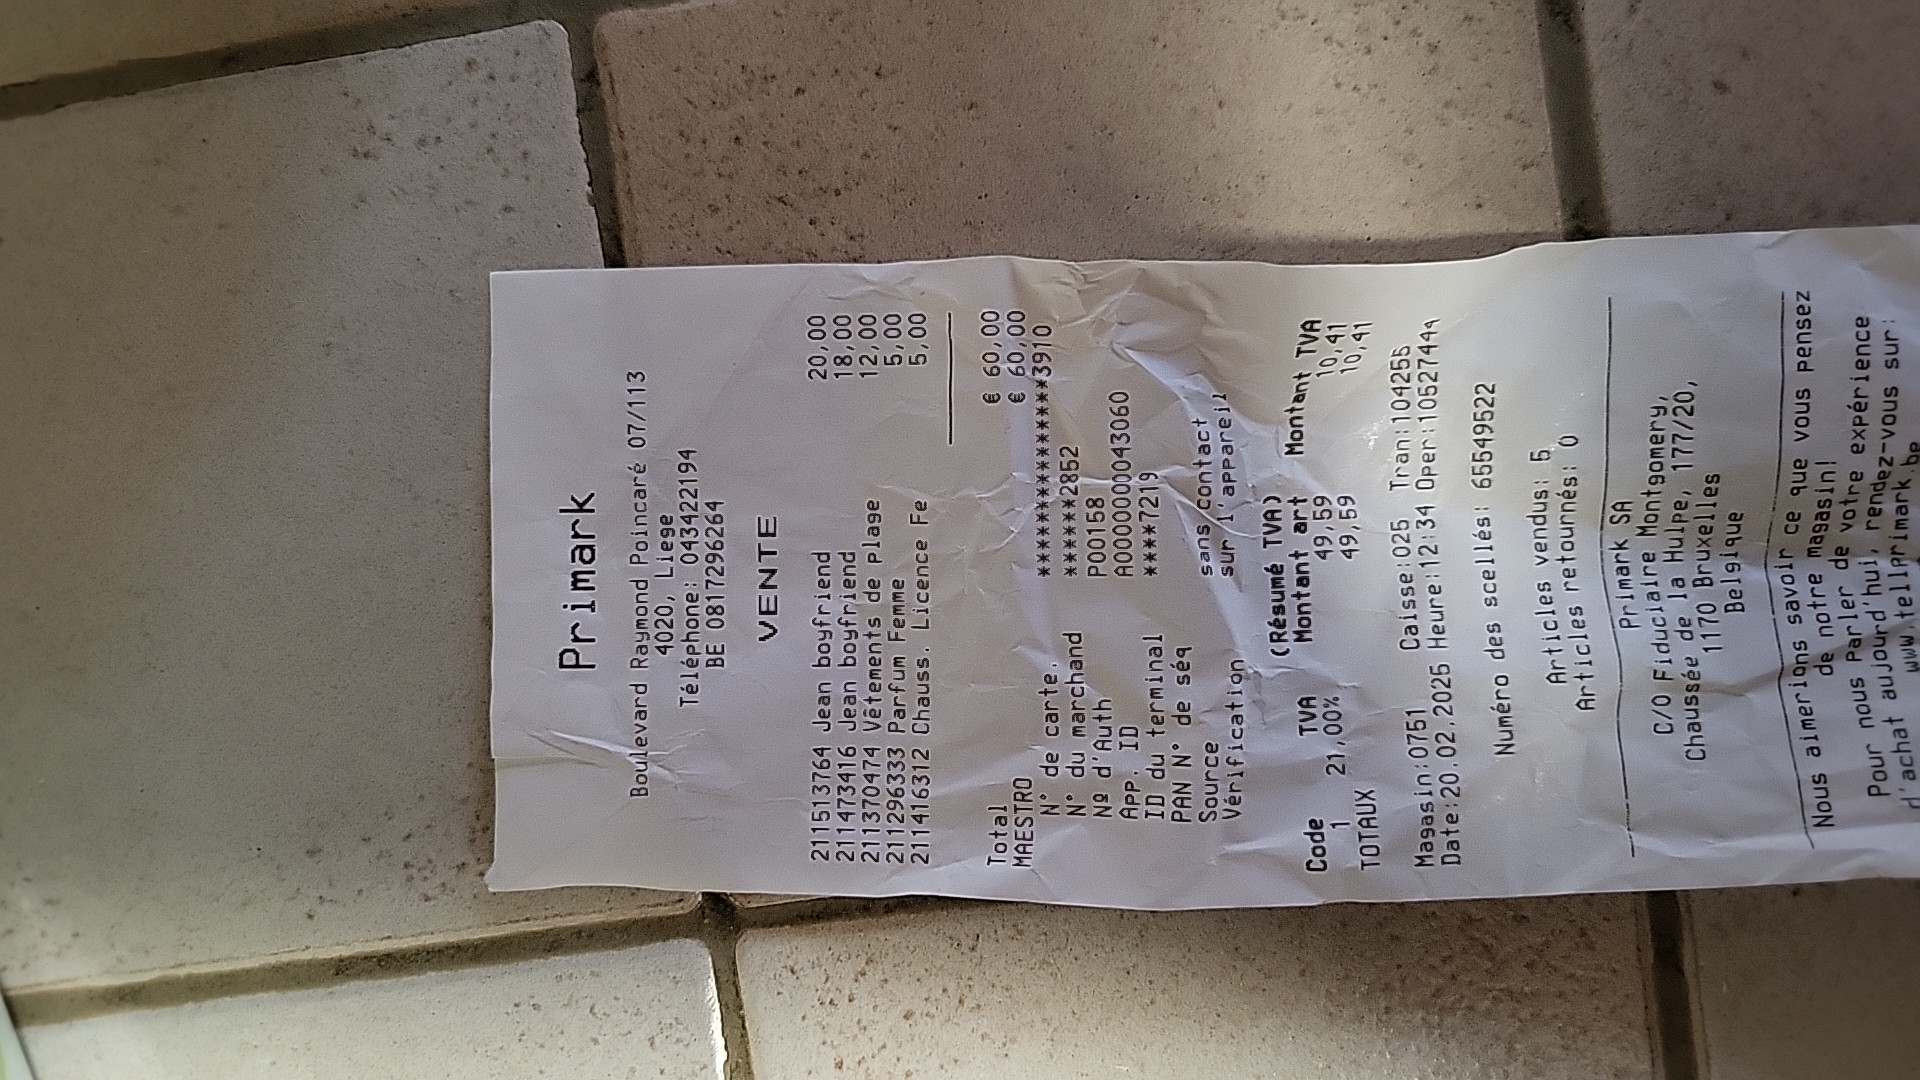 Primark
Boulevard Raymond Poincaré 07/113
4020, Liege
Téléphone: 043422194
BE 0817296264
VENTE
2115137​64 Jean boyfriend 20,00
211473416 Jean boyfriend 18,00
211370474 Vêtements de plage 12,00
211296333 Parfum Femme 5,00
211416312 Chauss. Licence Fe 5,00
Total € 60,00
MAESTRO € 60,00
N° de carte. ***************3910
N° du marchand ******2852
Nº d'Auth P00158
App. ID A0000000043060
ID du terminal ****7219
PAN N° de séq
Source sans contact
Vérification sur l'appareil
(Résumé TVA)
Code TVA Montant art Montant TVA
1 21,00% 49,59 10,41
TOTAUX 49,59 10,41
Magasin:0751 Caisse:025 Tran:104255
Date:20.02.2025 Heure:12:34 Oper:10527444
Numéro des scellés: 65549522
Articles vendus: 5
Articles retournés: 0
Primark SA
C/O Fiduciaire Montgomery,
Chaussée de la Hulpe, 177/20,
1170 Bruxelles
Belgique
Nous aimerions savoir ce que vous pensez
de notre magasin!
Pour nous parler de votre expérience
d'achat aujourd'hui, rendez-vous sur:
www.tellprimark.be